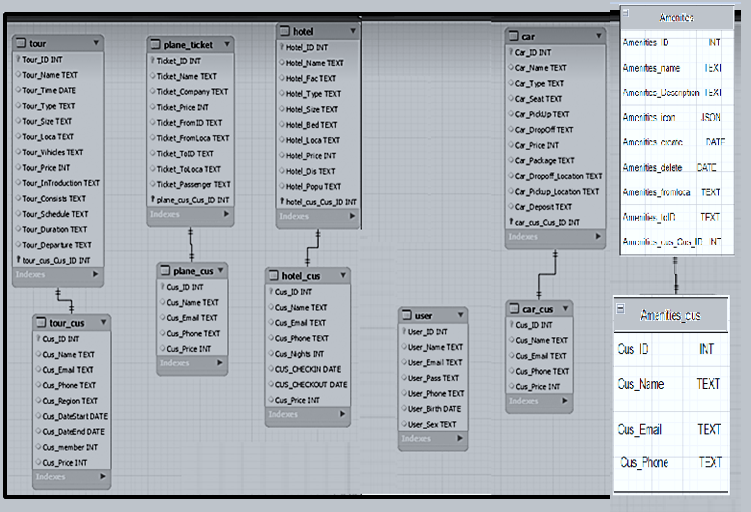 tour
Tour_ID INT
Tour_Name TEXT
Tour_Time DATE
Tour_Type TEXT
Tour_Size TEXT
Tour_Loca TEXT
Tour_Vhicles TEXT
Tour_Price INT
Tour_InTroduction TEXT
Tour_Consists TEXT
Tour_Schedule TEXT
Tour_Duration TEXT
Tour_Departure TEXT
tour_cus_Cus_ID INT
Indexes
tour_cus
Cus_ID INT
Cus_Name TEXT
Cus_Email TEXT
Cus_Phone TEXT
Cus_Region TEXT
Cus_DateStart DATE
Cus_DateEnd DATE
Cus_member INT
Cus_Price INT
Indexes
plane_ticket
Ticket_ID INT
Ticket_Name TEXT
Ticket_Company TEXT
Ticket_Price INT
Ticket_FromID TEXT
Ticket_FromLoca TEXT
Ticket_ToID TEXT
Ticket_ToLoca TEXT
Ticket_Passenger TEXT
plane_cus_Cus_ID INT
Indexes
plane_cus
Cus_ID INT
Cus_Name TEXT
Cus_Email TEXT
Cus_Phone TEXT
Cus_Price INT
Indexes
hotel
Hotel_ID INT
Hotel_Name TEXT
Hotel_Fac TEXT
Hotel_Type TEXT
Hotel_Size TEXT
Hotel_Bed TEXT
Hotel_Loca TEXT
Hotel_Price INT
Hotel_Dis TEXT
Hotel_Popu TEXT
hotel_cus_Cus_ID INT
Indexes
hotel_cus
Cus_ID INT
Cus_Name TEXT
Cus_Email TEXT
Cus_Phone TEXT
Cus_Nights INT
CUS_CHECKIN DATE
CUS_CHECKOUT DATE
Cus_Price INT
Indexes
user
User_ID INT
User_Name TEXT
User_Email TEXT
User_Pass TEXT
User_Phone TEXT
User_Birth DATE
User_Sex TEXT
Indexes
car
Car_ID INT
Car_Name TEXT
Car_Type TEXT
Car_Seat TEXT
Car_PickUp TEXT
Car_DropOff TEXT
Car_Price INT
Car_Package TEXT
Car_Dropoff_Location TEXT
Car_Pickup_Location TEXT
Car_Deposit TEXT
car_cus_Cus_ID INT
Indexes
car_cus
Cus_ID INT
Cus_Name TEXT
Cus_Email TEXT
Cus_Phone TEXT
Cus_Price INT
Indexes
Amenities
Amenities_ID INT
Amenities_name TEXT
Amenities_Description TEXT
Amenities_icon JSON
Amenities_creame DATE
Amenities_delete DATE
Amenities_fromloca TEXT
Amenities_toID TEXT
Amenities_cus_Cus_ID INT
Amenities_cus
Cus_ID INT
Cus_Name TEXT
Cus_Email TEXT
Cus_Phone TEXT